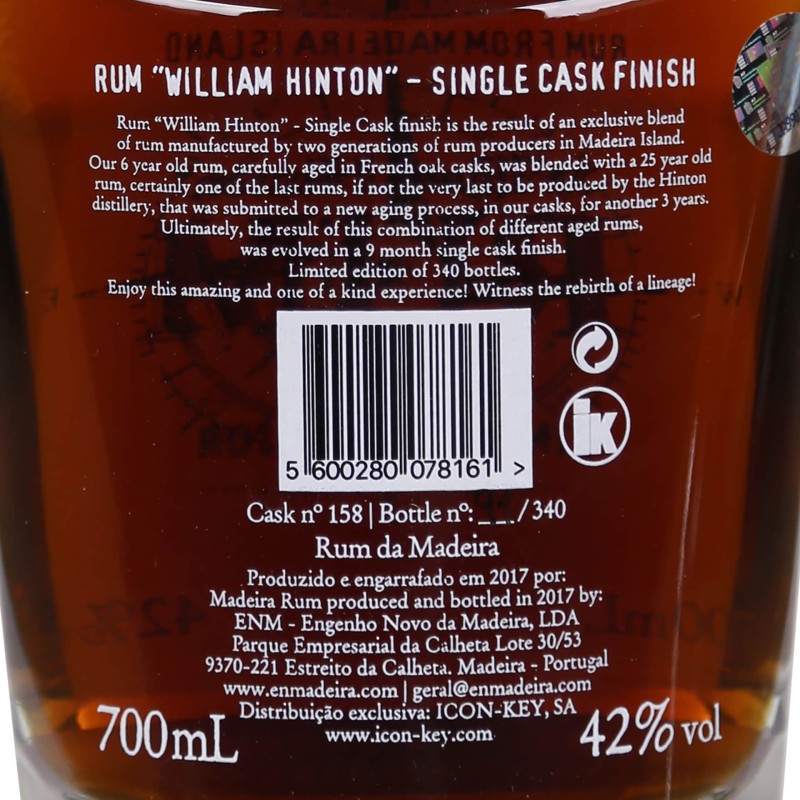 RUM FROM MADEIRA ISLAND
RUM “WILLIAM HINTON” – SINGLE CASK FINISH
Rum “William Hinton” - Single Cask finish is the result of an exclusive blend
of rum manufactured by two generations of rum producers in Madeira Island.
Our 6 year old rum, carefully aged in French oak casks, was blended with a 25 year old
rum, certainly one of the last rums, if not the very last to be produced by the Hinton
distillery, that was submitted to a new aging process, in our casks, for another 3 years.
Ultimately, the result of this combination of different aged rums,
was evolved in a 9 month single cask finish.
Limited edition of 340 bottles.
Enjoy this amazing and one of a kind experience! Witness the rebirth of a lineage!
ik
5 600280 078161 >
Cask nº 158 | Bottle nº: ___/340
Rum da Madeira
Produzido e engarrafado em 2017 por:
Madeira Rum produced and bottled in 2017 by:
ENM - Engenho Novo da Madeira, LDA
Parque Empresarial da Calheta Lote 30/53
9370-221 Estreito da Calheta. Madeira - Portugal
www.enmadeira.com | geral@enmadeira.com
Distribuição exclusiva: ICON-KEY, SA
www.icon-key.com
700mL
42% vol